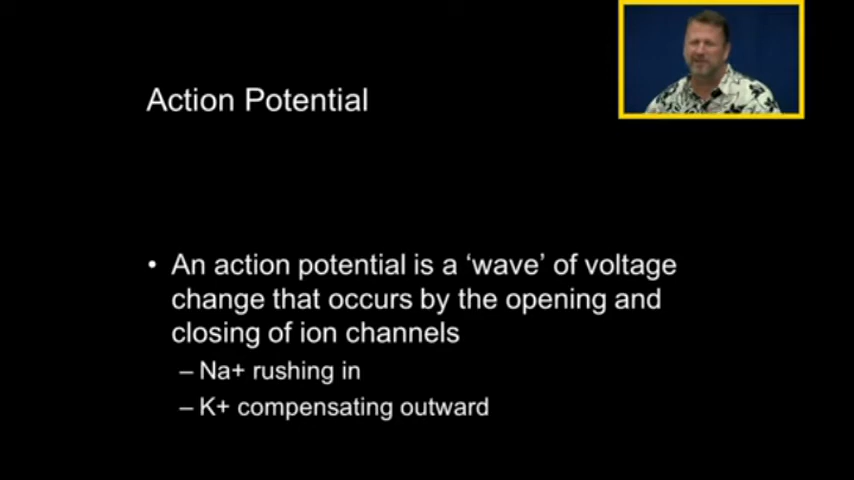 Action Potential
• An action potential is a ‘wave’ of voltage
change that occurs by the opening and
closing of ion channels
– Na+ rushing in
– K+ compensating outward